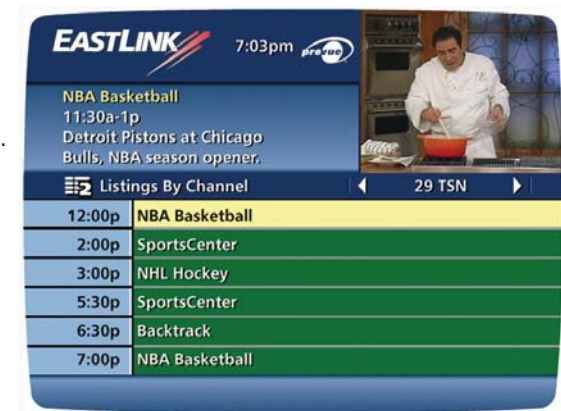 EASTLINK
7:03pm prevue
NBA Basketball
11:30a-1p
Detroit Pistons at Chicago
Bulls, NBA season opener.
.
Listings By Channel
29 TSN
12:00p NBA Basketball
2:00p SportsCenter
3:00p NHL Hockey
5:30p SportsCenter
6:30p Backtrack
7:00p NBA Basketball